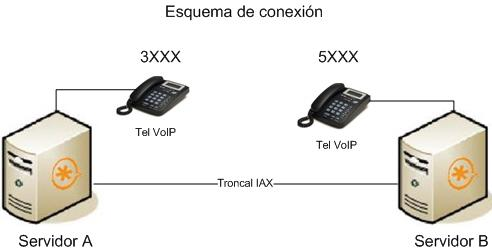 Esquema de conexión
3XXX
5XXX
Tel VoIP
Tel VoIP
Troncal IAX
Servidor A
Servidor B